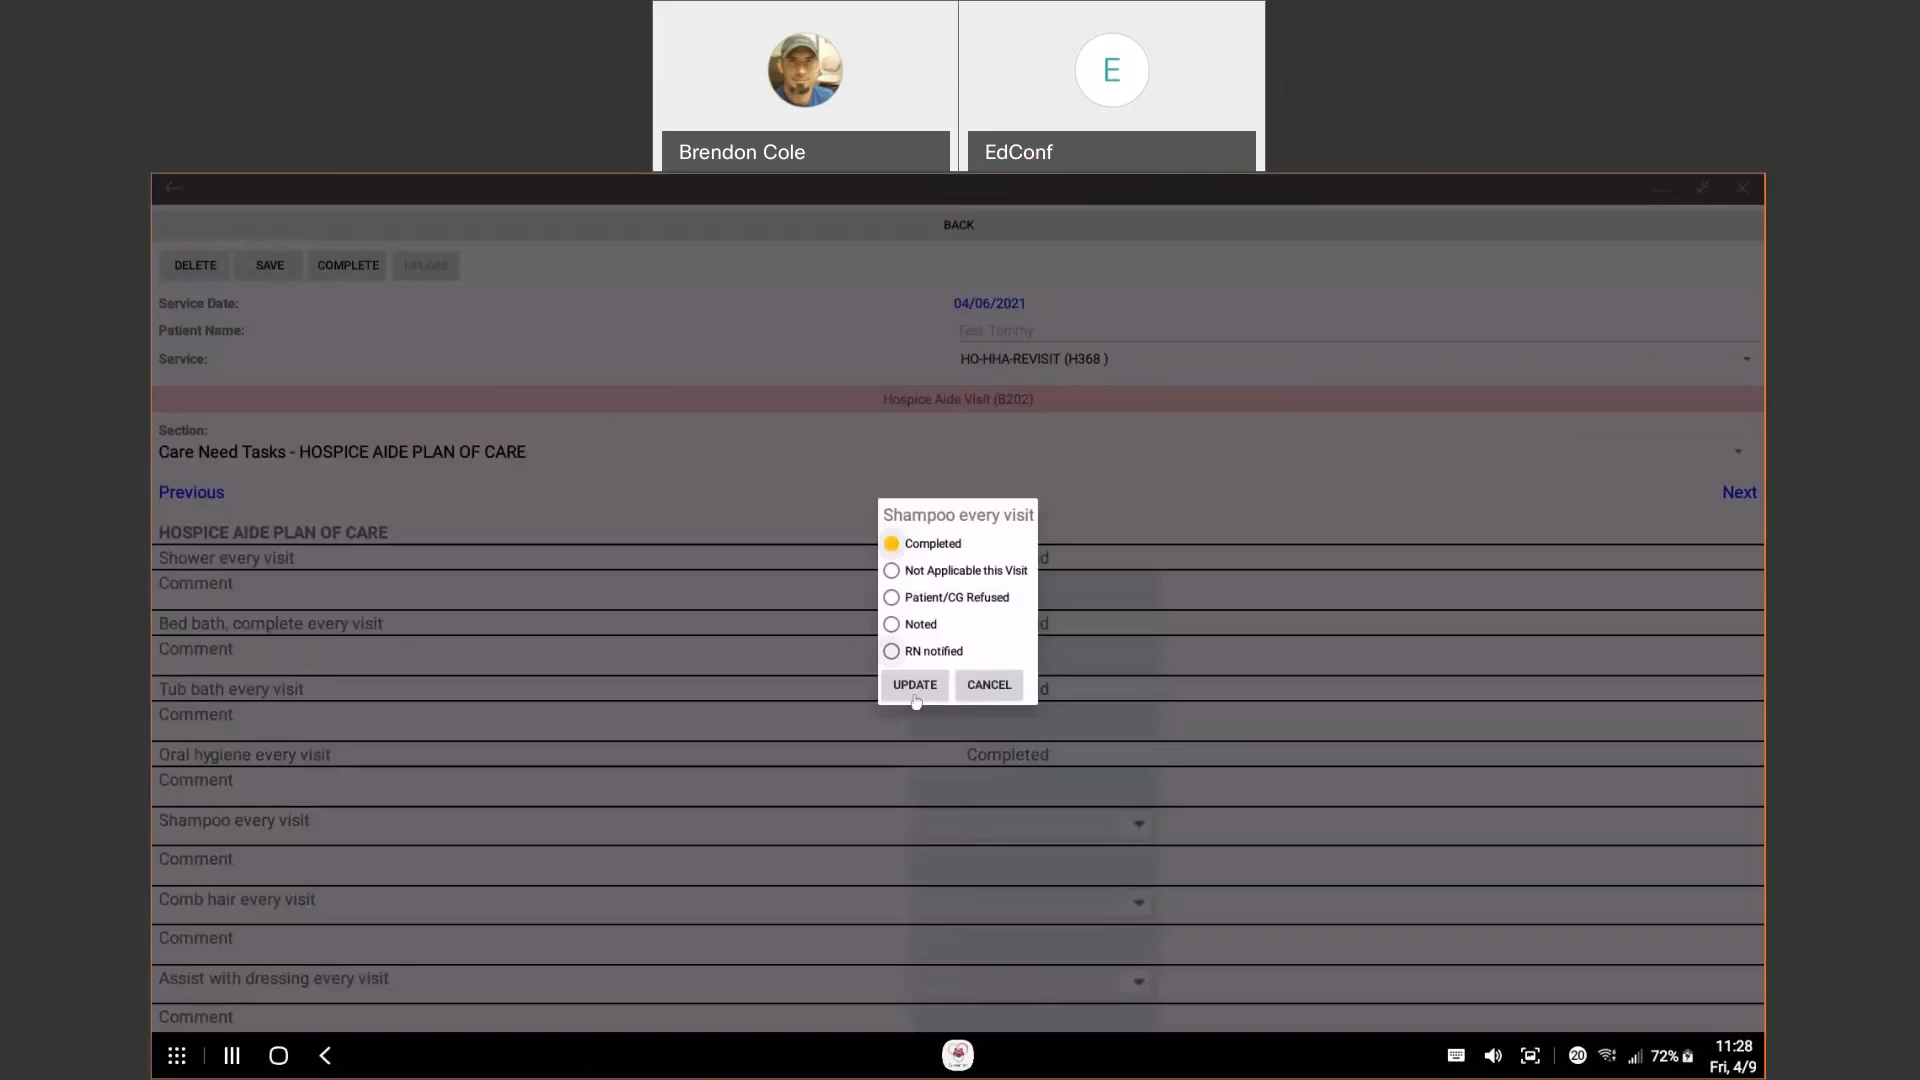 E
Brendon Cole
EdConf
BACK
DELETE SAVE COMPLETE UPLOAD
Service Date: 04/06/2021
Patient Name: Test, Tommy
Service: HO-HHA-REVISIT (H368 )
Hospice Aide Visit (B202)
Section:
Care Need Tasks - HOSPICE AIDE PLAN OF CARE
Previous Next
HOSPICE AIDE PLAN OF CARE
Shower every visit d
Comment
Bed bath, complete every visit d
Comment
Tub bath every visit d
Comment
Oral hygiene every visit Completed
Comment
Shampoo every visit
Comment
Comb hair every visit
Comment
Assist with dressing every visit
Comment
Shampoo every visit
Completed
Not Applicable this Visit
Patient/CG Refused
Noted
RN notified
UPDATE CANCEL
20 72% 11:28
Fri, 4/9